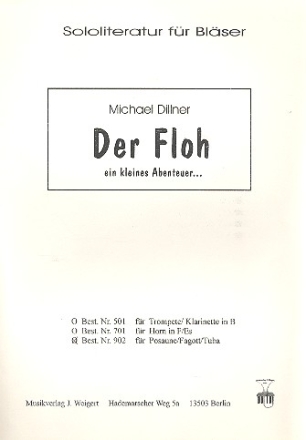 Sololiteratur für Bläser
Michael Dillner
Der Floh
ein kleines Abenteuer...
O Best. Nr. 501 für Trompete/ Klarinette in B
O Best. Nr. 701 für Horn in F/Es
⊗ Best. Nr. 902 für Posaune/Fagott/Tuba
Musikverlag J. Weigert Hademarscher Weg 5a 13503 Berlin